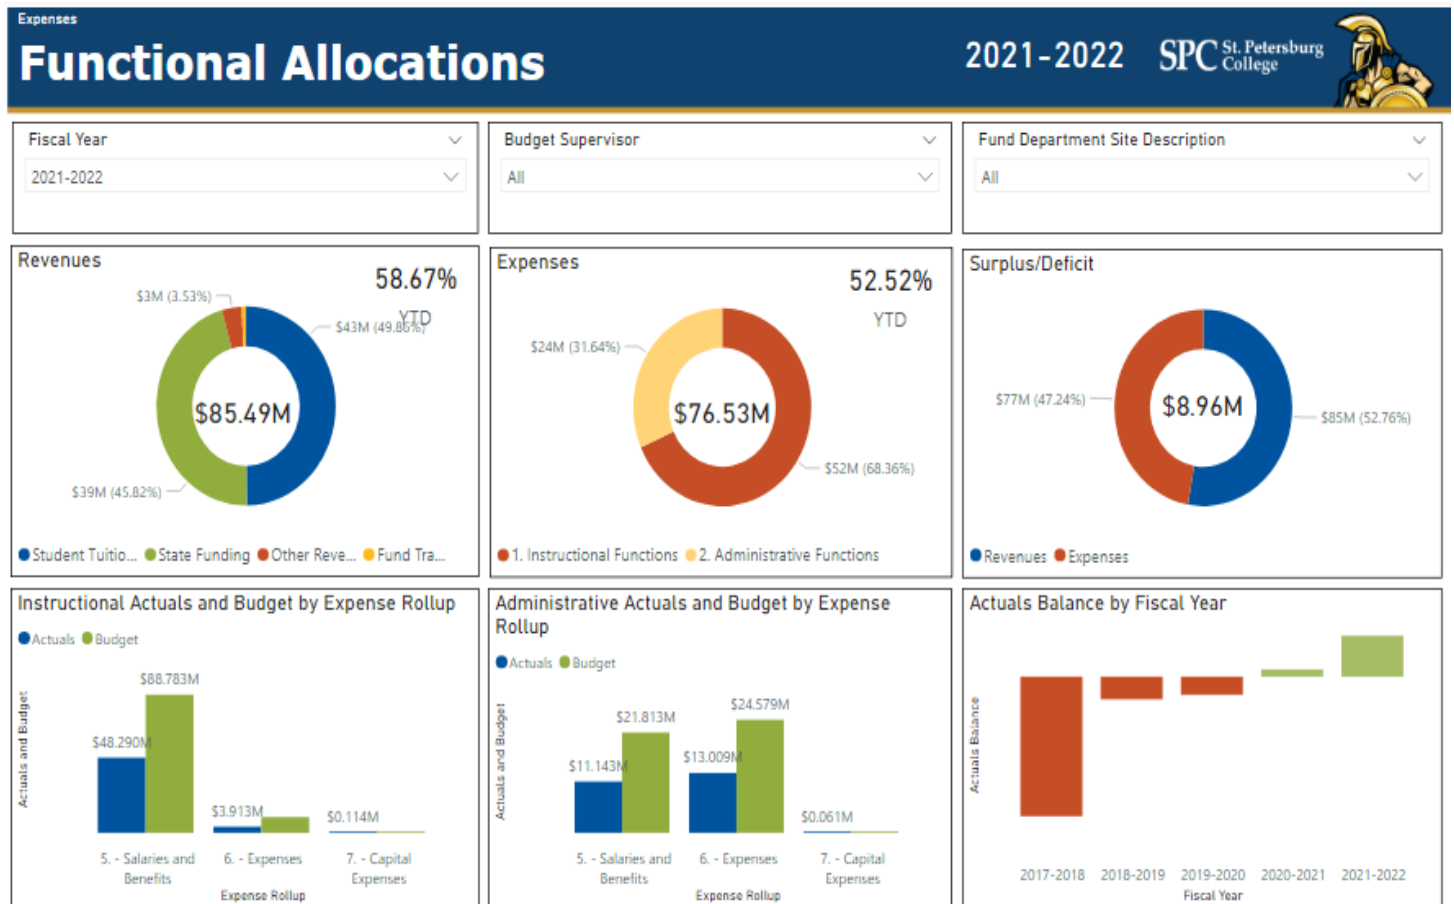 Expenses
Functional Allocations
2021-2022
SPC St. Petersburg
College
Fiscal Year
2021-2022
Budget Supervisor
All
Fund Department Site Description
All
Revenues
58.67%
YTD
$3M (3.53%)
$43M (49.86%)
$85.49M
$39M (45.82%)
Student Tuitio... State Funding Other Reve... Fund Tra...
Expenses
52.52%
YTD
$24M (31.64%)
$76.53M
$52M (68.36%)
1. Instructional Functions 2. Administrative Functions
Surplus/Deficit
$77M (47.24%)
$8.96M
$85M (52.76%)
Revenues Expenses
Instructional Actuals and Budget by Expense Rollup
Actuals Budget
Actuals and Budget
$88.783M
$48.290M
$3.913M
$0.114M
5. - Salaries and
Benefits
6. - Expenses
7. - Capital
Expenses
Expense Rollup
Administrative Actuals and Budget by Expense
Rollup
Actuals Budget
Actuals and Budget
$21.813M
$11.143M
$24.579M
$13.009M
$0.061M
5. - Salaries and
Benefits
6. - Expenses
7. - Capital
Expenses
Expense Rollup
Actuals Balance by Fiscal Year
Actuals Balance
2017-2018 2018-2019 2019-2020 2020-2021 2021-2022
Fiscal Year